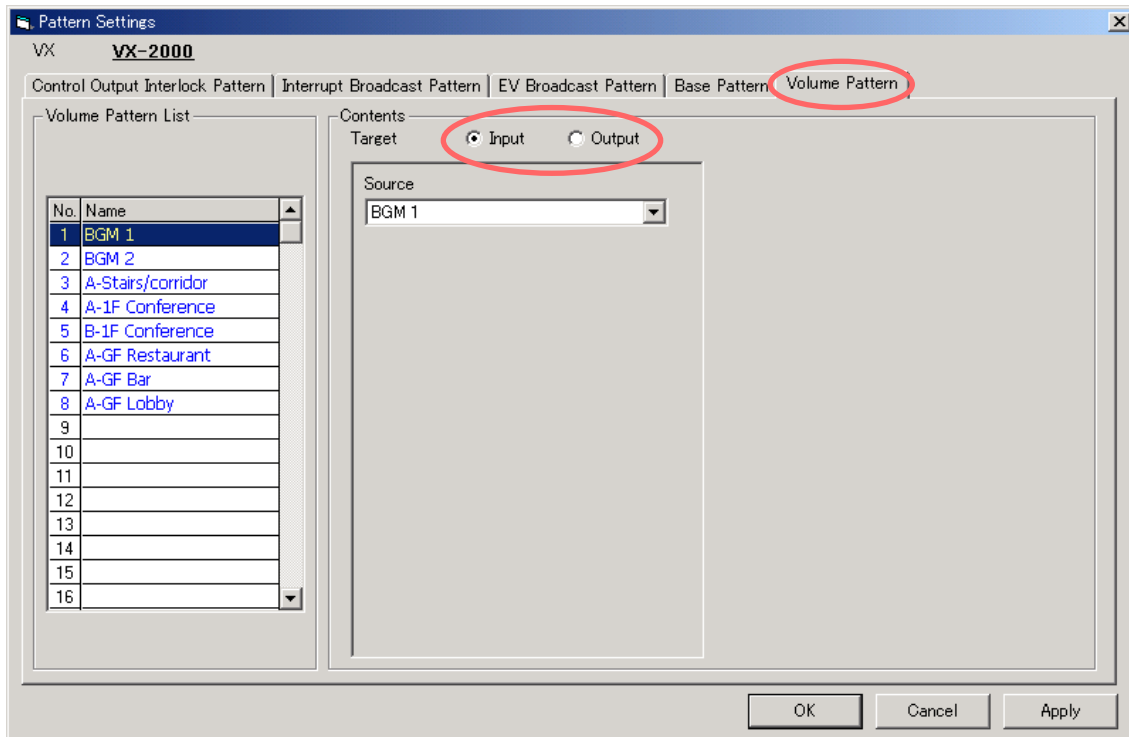 Pattern Settings
VX VX-2000
Control Output Interlock Pattern Interrupt Broadcast Pattern EV Broadcast Pattern Base Pattern Volume Pattern
Volume Pattern List
Contents
Target Input Output
Source
BGM 1
No. Name
1 BGM 1
2 BGM 2
3 A-Stairs/corridor
4 A-1F Conference
5 B-1F Conference
6 A-GF Restaurant
7 A-GF Bar
8 A-GF Lobby
9
10
11
12
13
14
15
16
OK Cancel Apply